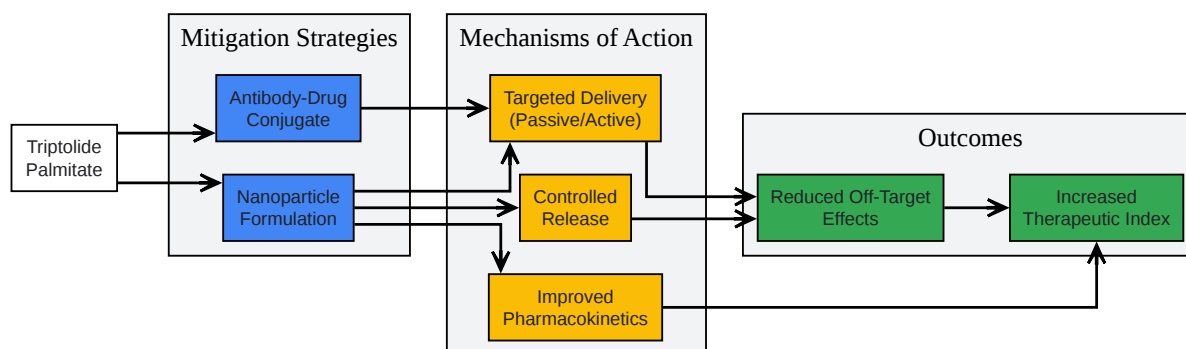 Mitigation Strategies
Mechanisms of Action
Antibody-Drug
Conjugate
Targeted Delivery
(Passive/Active)
Outcomes
Triptolide
Palmitate
Nanoparticle
Formulation
Controlled
Release
Reduced Off-Target
Effects
Increased
Therapeutic Index
Improved
Pharmacokinetics